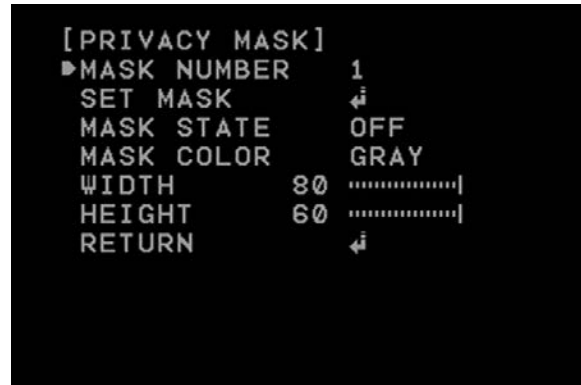 [PRIVACY MASK]
MASK NUMBER 1
SET MASK
MASK STATE OFF
MASK COLOR GRAY
WIDTH 80
HEIGHT 60
RETURN